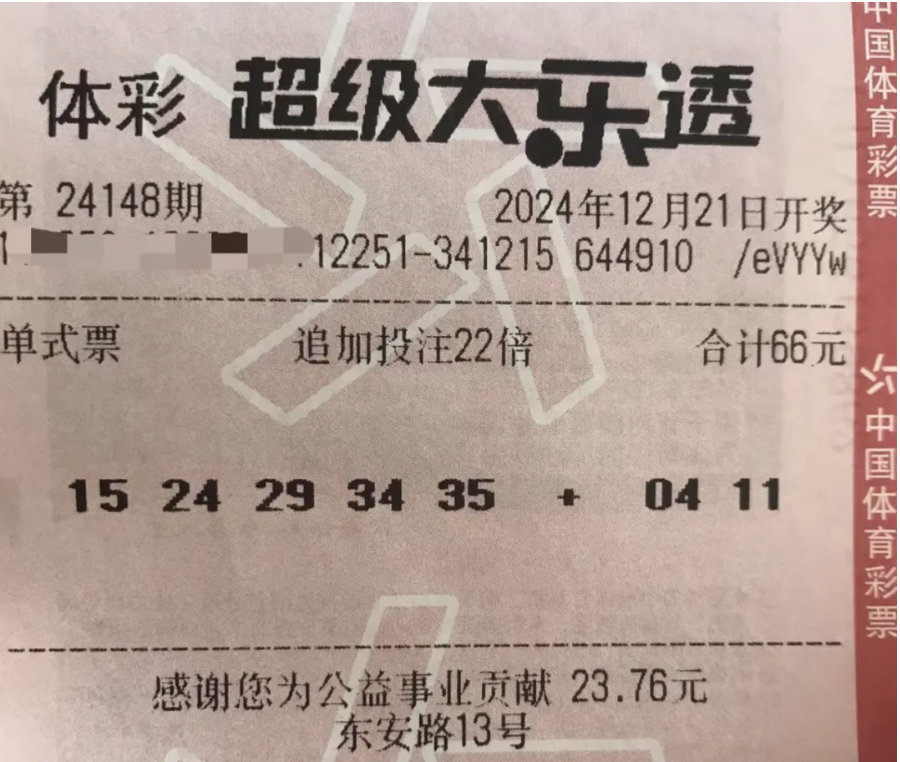 体彩 超级大乐透
第 24148期 2024年12月21日开奖
12251-341215 644910 /eVYYw
单式票 追加投注22倍 合计66元
15 24 29 34 35 + 04 11
感谢您为公益事业贡献 23.76元
东安路13号
中国体育彩票
中国体育彩票